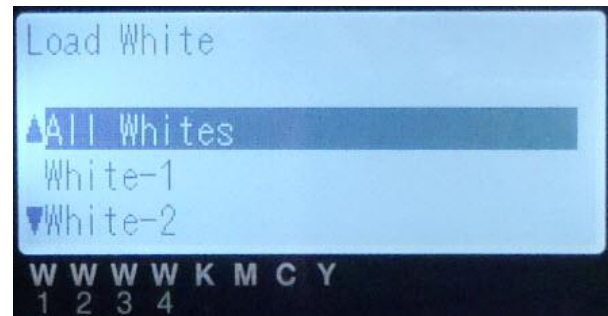 Load White
▲All Whites
White-1
▼White-2
W W W W K M C Y
1 2 3 4